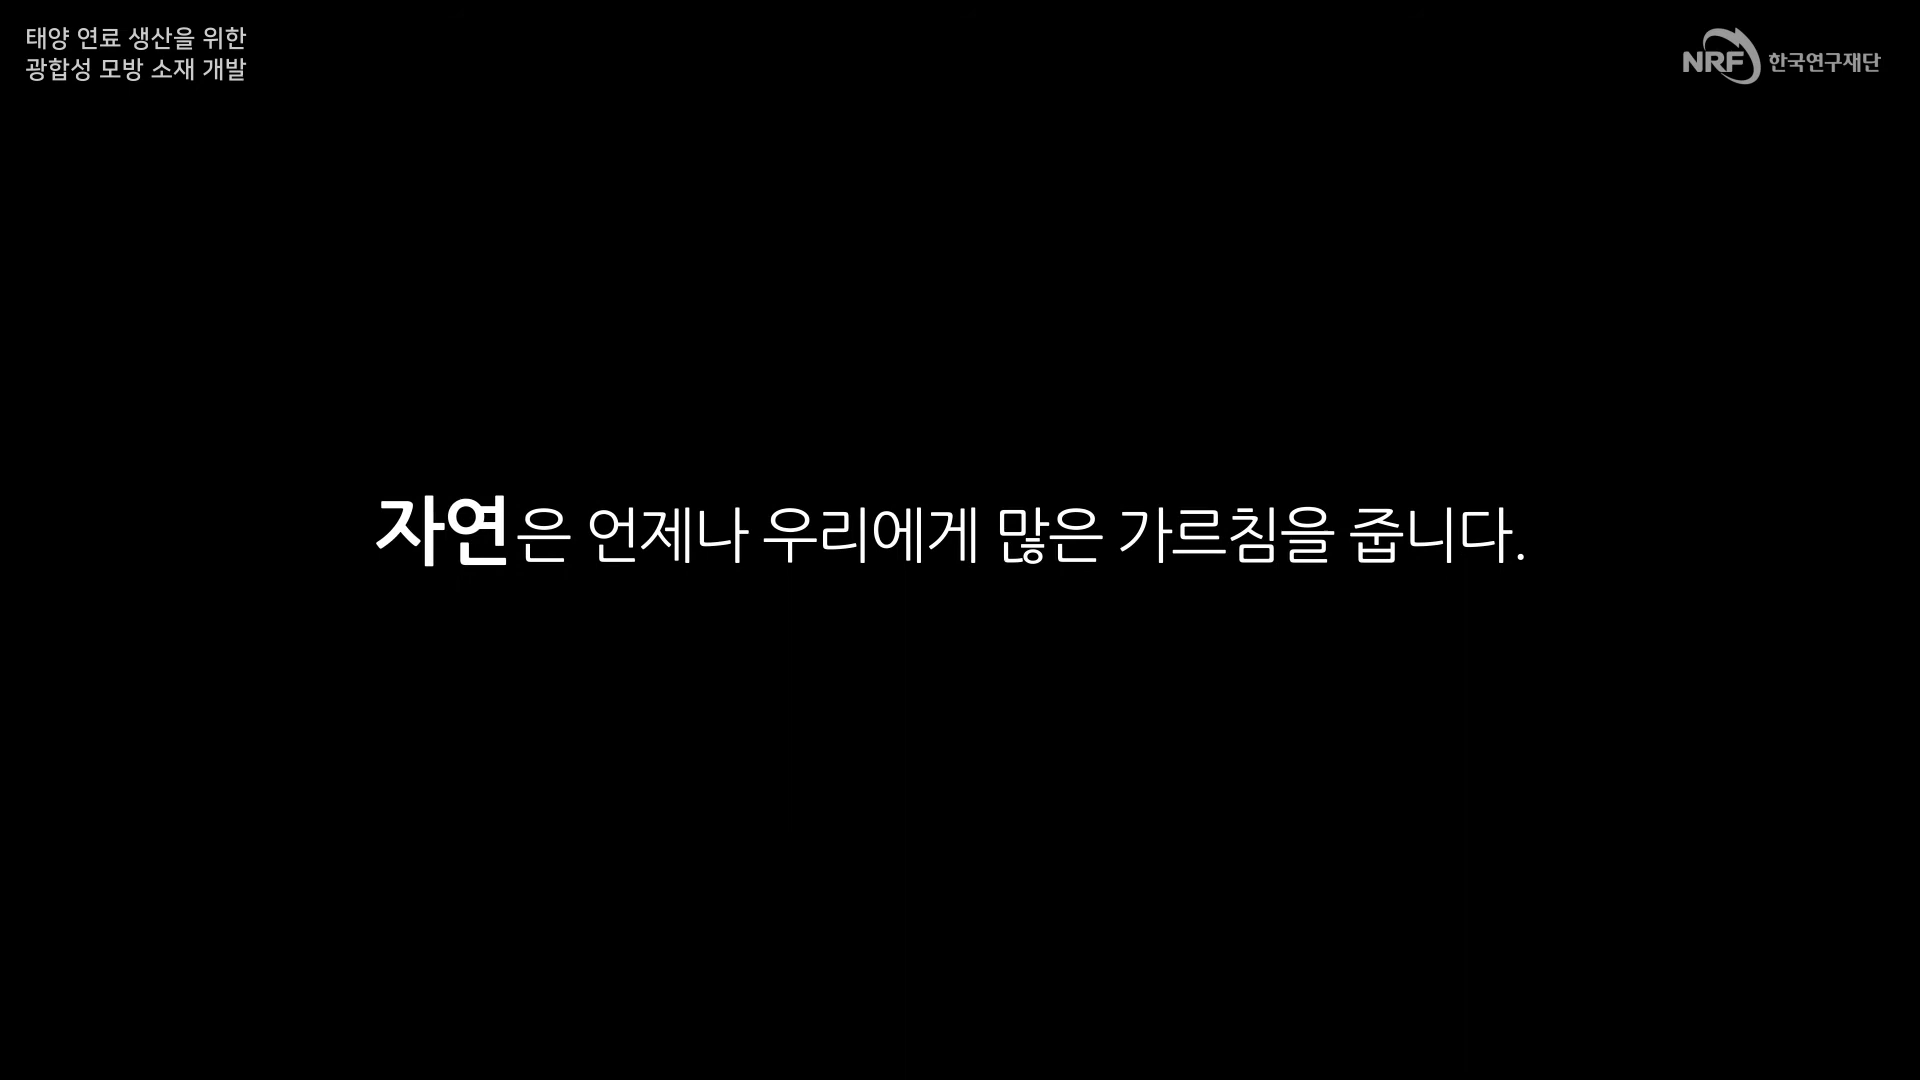 태양 연료 생산을 위한
광합성 모방 소재 개발
NRF 한국연구재단
자연은 언제나 우리에게 많은 가르침을 줍니다.